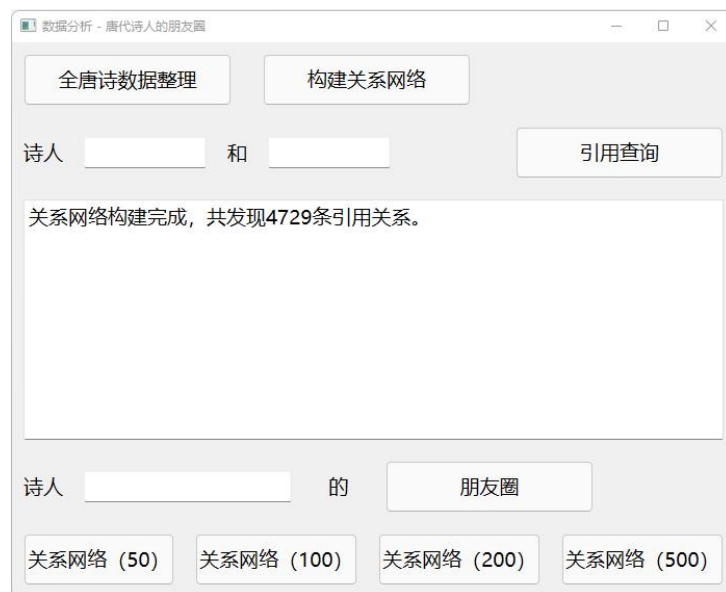 数据分析 - 唐代诗人的朋友圈
全唐诗数据整理 构建关系网络
诗人 和 引用查询
关系网络构建完成，共发现4729条引用关系。
诗人 的 朋友圈
关系网络（50） 关系网络（100） 关系网络（200） 关系网络（500）